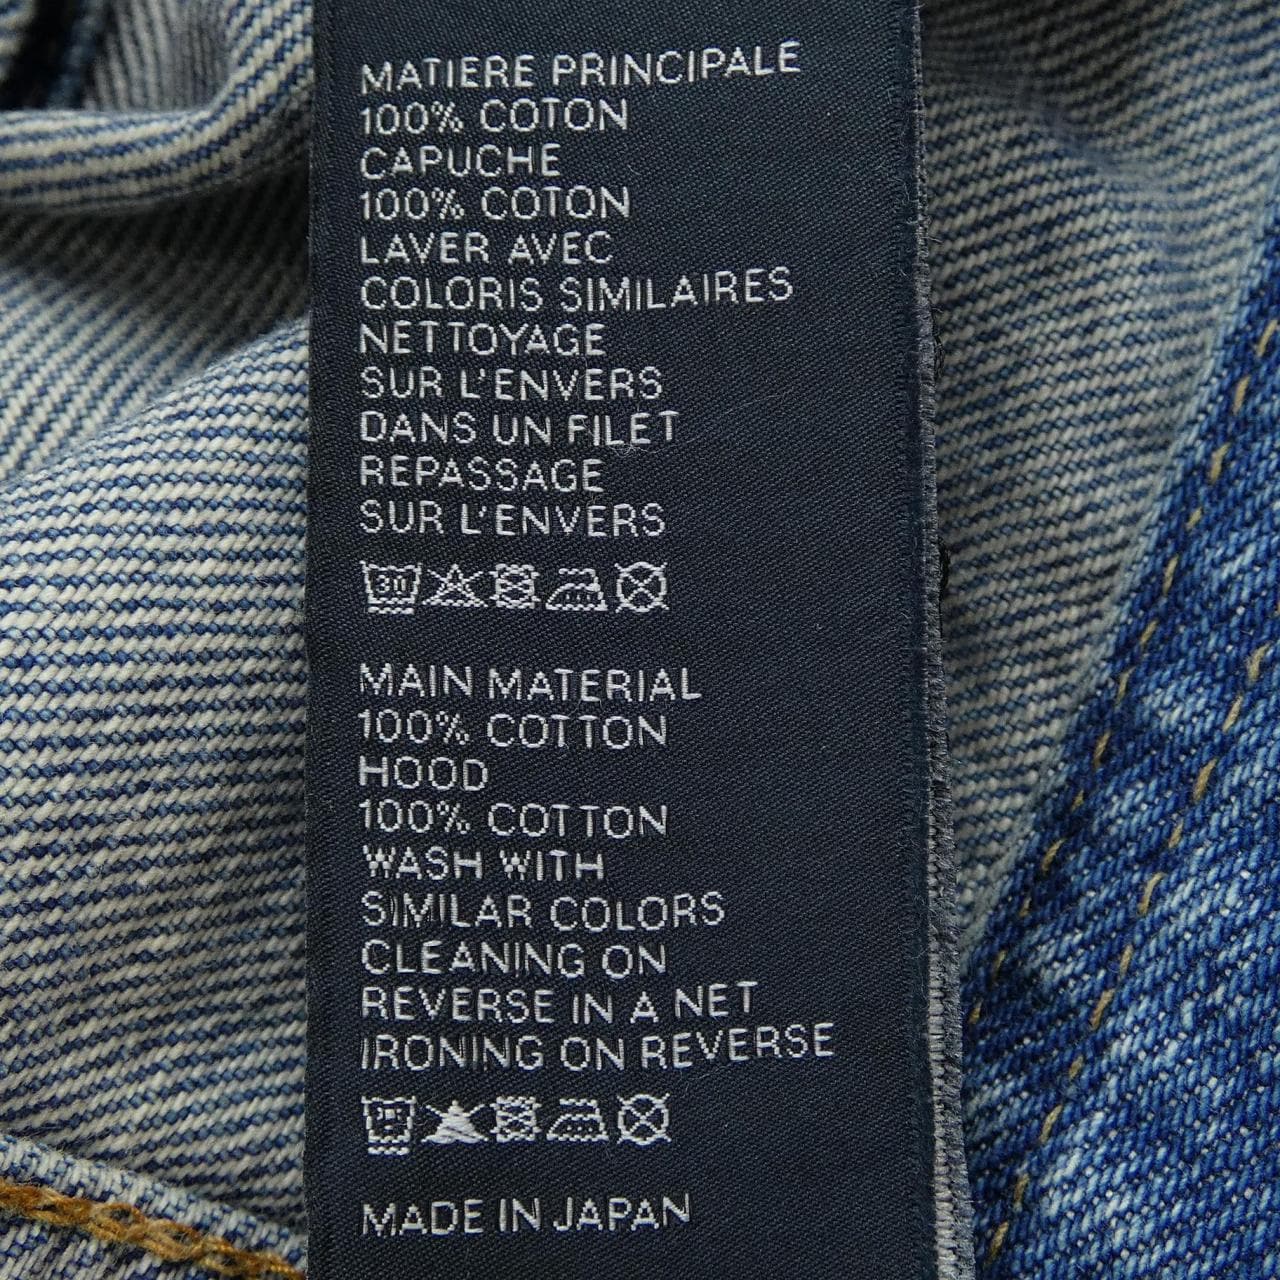 MATIERE PRINCIPALE
100% COTON
CAPUCHE
100% COTON
LAVER AVEC
COLORIS SIMILAIRES
NETTOYAGE
SUR L'ENVERS
DANS UN FILET
REPASSAGE
SUR L'ENVERS
30
MAIN MATERIAL
100% COTTON
HOOD
100% COTTON
WASH WITH
SIMILAR COLORS
CLEANING ON
REVERSE IN A NET
IRONING ON REVERSE
MADE IN JAPAN